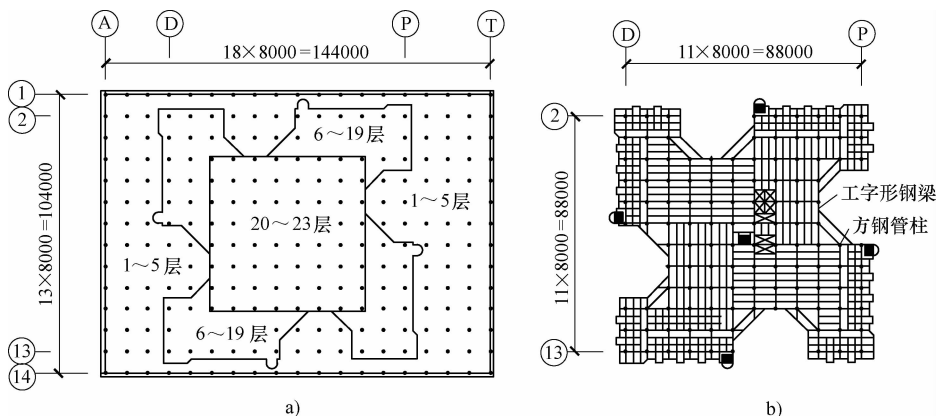 A
D
P
T
18×8000=144000
1
2
13
14
13×8000=104000
6～19层
1～5层
20～23层
1～5层
6～19层
a)
D
P
11×8000=88000
2
13
11×8000=88000
工字形钢梁
方钢管柱
b)